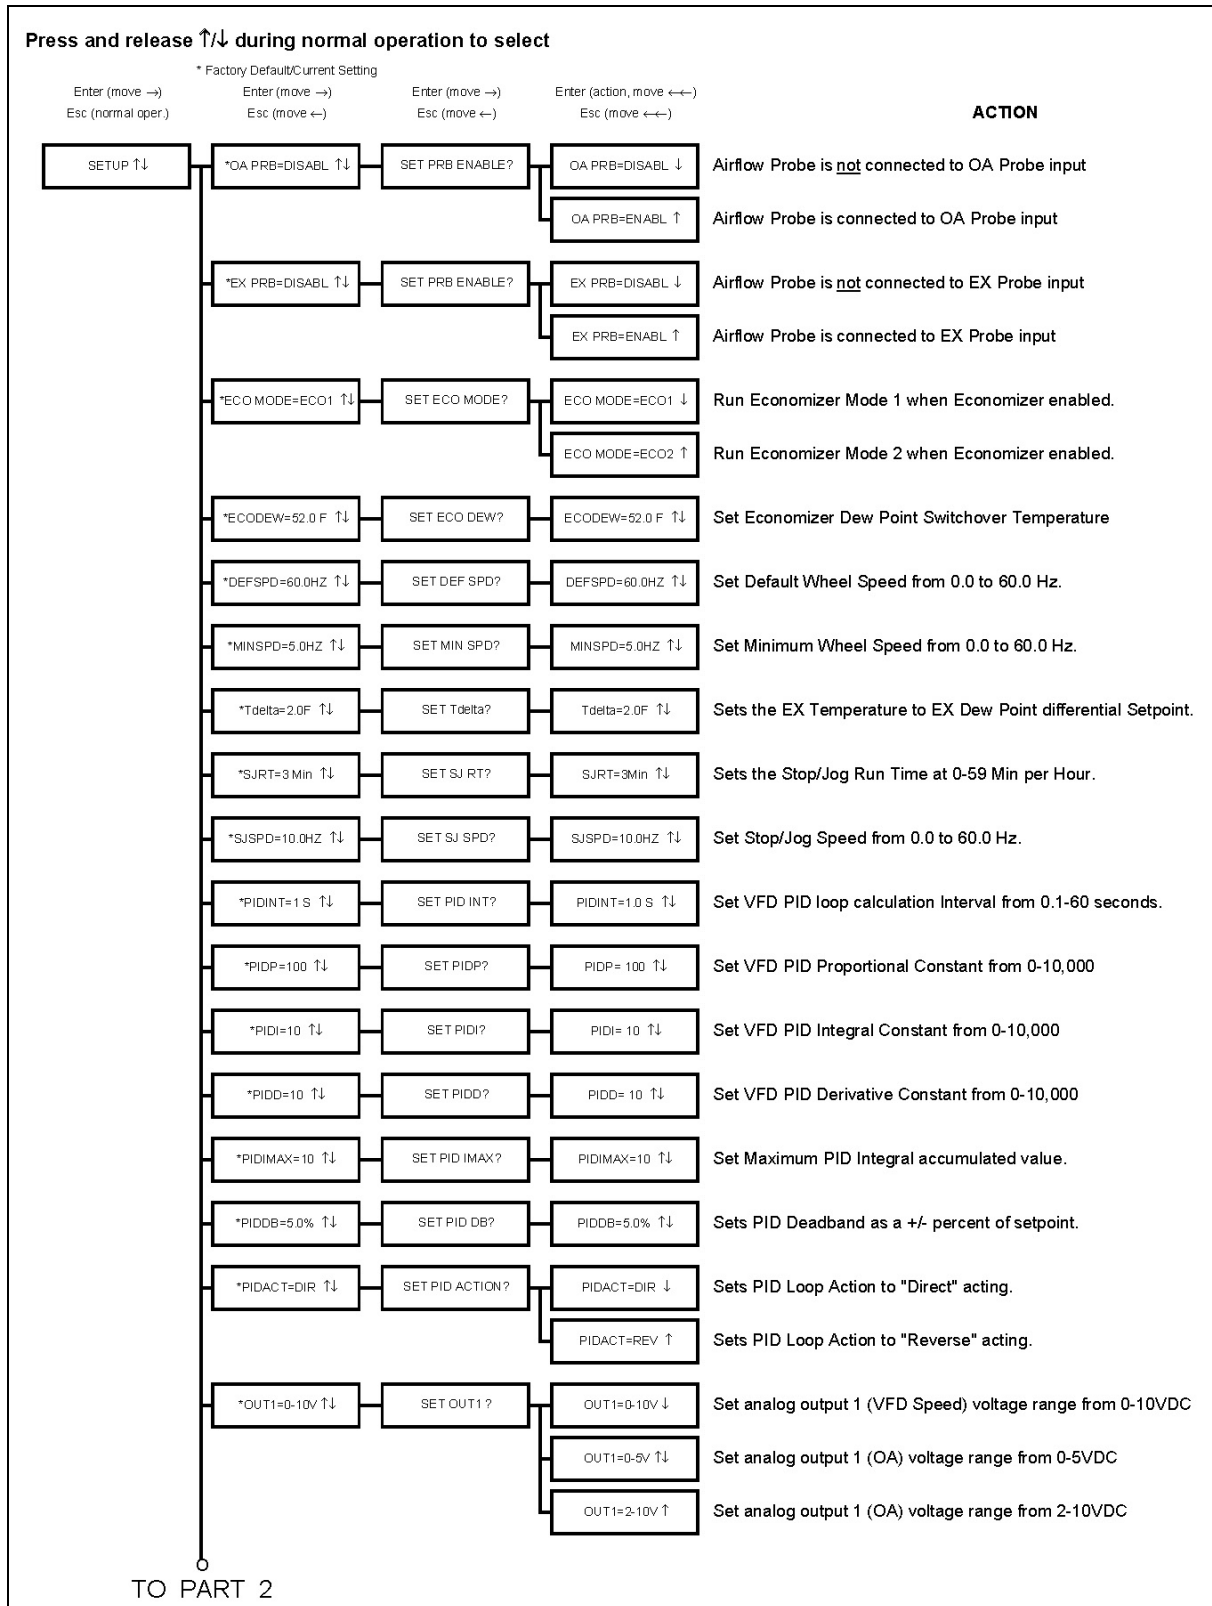 Press and release ↑/↓ during normal operation to select
* Factory Default/Current Setting
Enter (move →) Enter (move →) Enter (move →) Enter (action, move ←←)
Esc (normal oper.) Esc (move ←) Esc (move ←) Esc (move ←←) ACTION
SETUP ↑↓ *OA PRB=DISABL ↑↓ SET PRB ENABLE? OA PRB=DISABL ↓ Airflow Probe is not connected to OA Probe input
OA PRB=ENABL ↑ Airflow Probe is connected to OA Probe input
*EX PRB=DISABL ↑↓ SET PRB ENABLE? EX PRB=DISABL ↓ Airflow Probe is not connected to EX Probe input
EX PRB=ENABL ↑ Airflow Probe is connected to EX Probe input
*ECO MODE=ECO1 ↑↓ SET ECO MODE? ECO MODE=ECO1 ↓ Run Economizer Mode 1 when Economizer enabled.
ECO MODE=ECO2 ↑ Run Economizer Mode 2 when Economizer enabled.
*ECODEW=52.0 F ↑↓ SET ECO DEW? ECODEW=52.0 F ↑↓ Set Economizer Dew Point Switchover Temperature
*DEFSPD=60.0HZ ↑↓ SET DEF SPD? DEFSPD=60.0HZ ↑↓ Set Default Wheel Speed from 0.0 to 60.0 Hz.
*MINSPD=5.0HZ ↑↓ SET MIN SPD? MINSPD=5.0HZ ↑↓ Set Minimum Wheel Speed from 0.0 to 60.0 Hz.
*Tdelta=2.0F ↑↓ SET Tdelta? Tdelta=2.0F ↑↓ Sets the EX Temperature to EX Dew Point differential Setpoint.
*SJRT=3 Min ↑↓ SET SJ RT? SJRT=3Min ↑↓ Sets the Stop/Jog Run Time at 0-59 Min per Hour.
*SJSPD=10.0HZ ↑↓ SET SJ SPD? SJSPD=10.0HZ ↑↓ Set Stop/Jog Speed from 0.0 to 60.0 Hz.
*PIDINT=1 S ↑↓ SET PID INT? PIDINT=1.0 S ↑↓ Set VFD PID loop calculation Interval from 0.1-60 seconds.
*PIDP=100 ↑↓ SET PIDP? PIDP= 100 ↑↓ Set VFD PID Proportional Constant from 0-10,000
*PIDI=10 ↑↓ SET PIDI? PIDI= 10 ↑↓ Set VFD PID Integral Constant from 0-10,000
*PIDD=10 ↑↓ SET PIDD? PIDD= 10 ↑↓ Set VFD PID Derivative Constant from 0-10,000
*PIDIMAX=10 ↑↓ SET PID IMAX? PIDIMAX=10 ↑↓ Set Maximum PID Integral accumulated value.
*PIDDB=5.0% ↑↓ SET PID DB? PIDDB=5.0% ↑↓ Sets PID Deadband as a +/- percent of setpoint.
*PIDACT=DIR ↑↓ SET PID ACTION? PIDACT=DIR ↓ Sets PID Loop Action to "Direct" acting.
PIDACT=REV ↑ Sets PID Loop Action to "Reverse" acting.
*OUT1=0-10V ↑↓ SET OUT1? OUT1=0-10V ↓ Set analog output 1 (VFD Speed) voltage range from 0-10VDC
OUT1=0-5V ↑↓ Set analog output 1 (OA) voltage range from 0-5VDC
OUT1=2-10V ↑ Set analog output 1 (OA) voltage range from 2-10VDC
TO PART 2